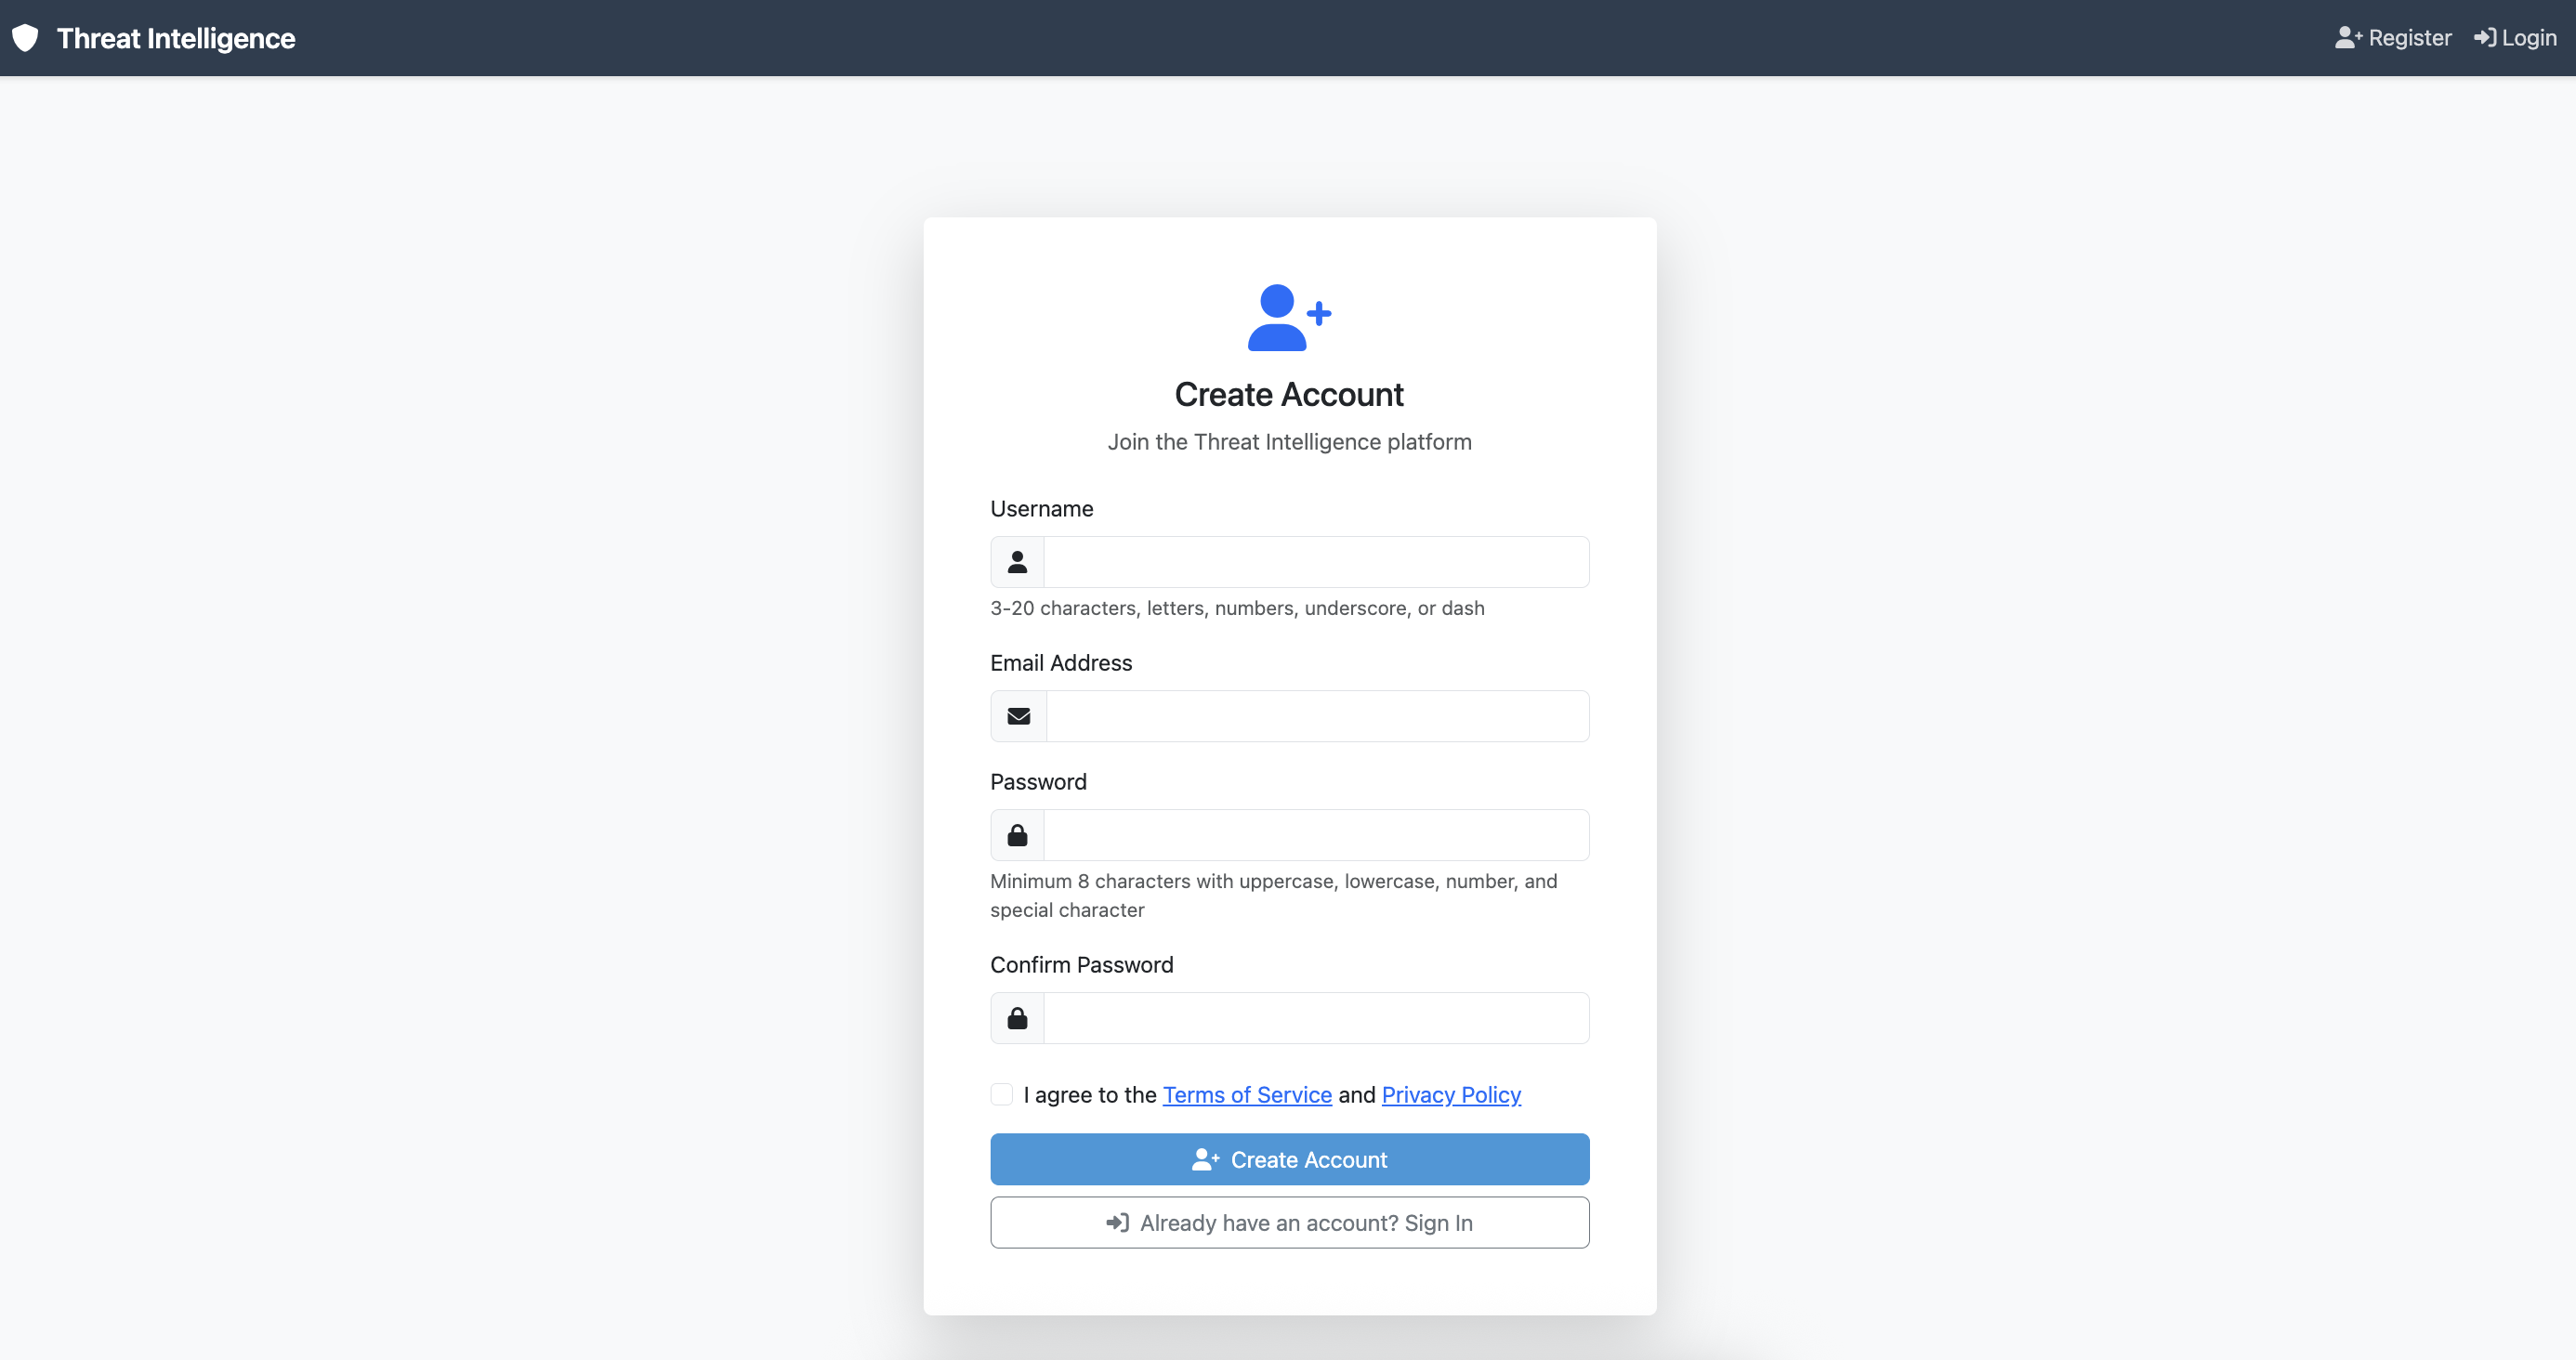 Threat Intelligence
Register
Login
Create Account
Join the Threat Intelligence platform
Username
3-20 characters, letters, numbers, underscore, or dash
Email Address
Password
Minimum 8 characters with uppercase, lowercase, number, and
special character
Confirm Password
I agree to the Terms of Service and Privacy Policy
Create Account
Already have an account? Sign In